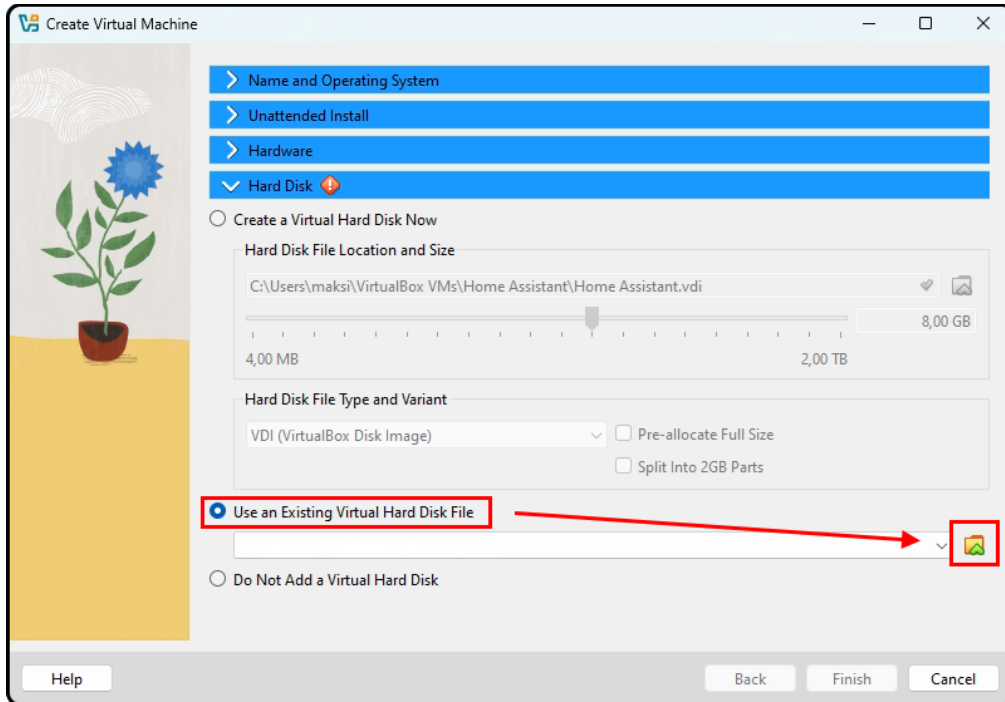 Create Virtual Machine
Name and Operating System
Unattended Install
Hardware
Hard Disk
Create a Virtual Hard Disk Now
Hard Disk File Location and Size
C:\Users\maksi\VirtualBox VMs\Home Assistant\Home Assistant.vdi
8,00 GB
4,00 MB 2,00 TB
Hard Disk File Type and Variant
VDI (VirtualBox Disk Image) Pre-allocate Full Size
Split Into 2GB Parts
Use an Existing Virtual Hard Disk File
Do Not Add a Virtual Hard Disk
Help Back Finish Cancel